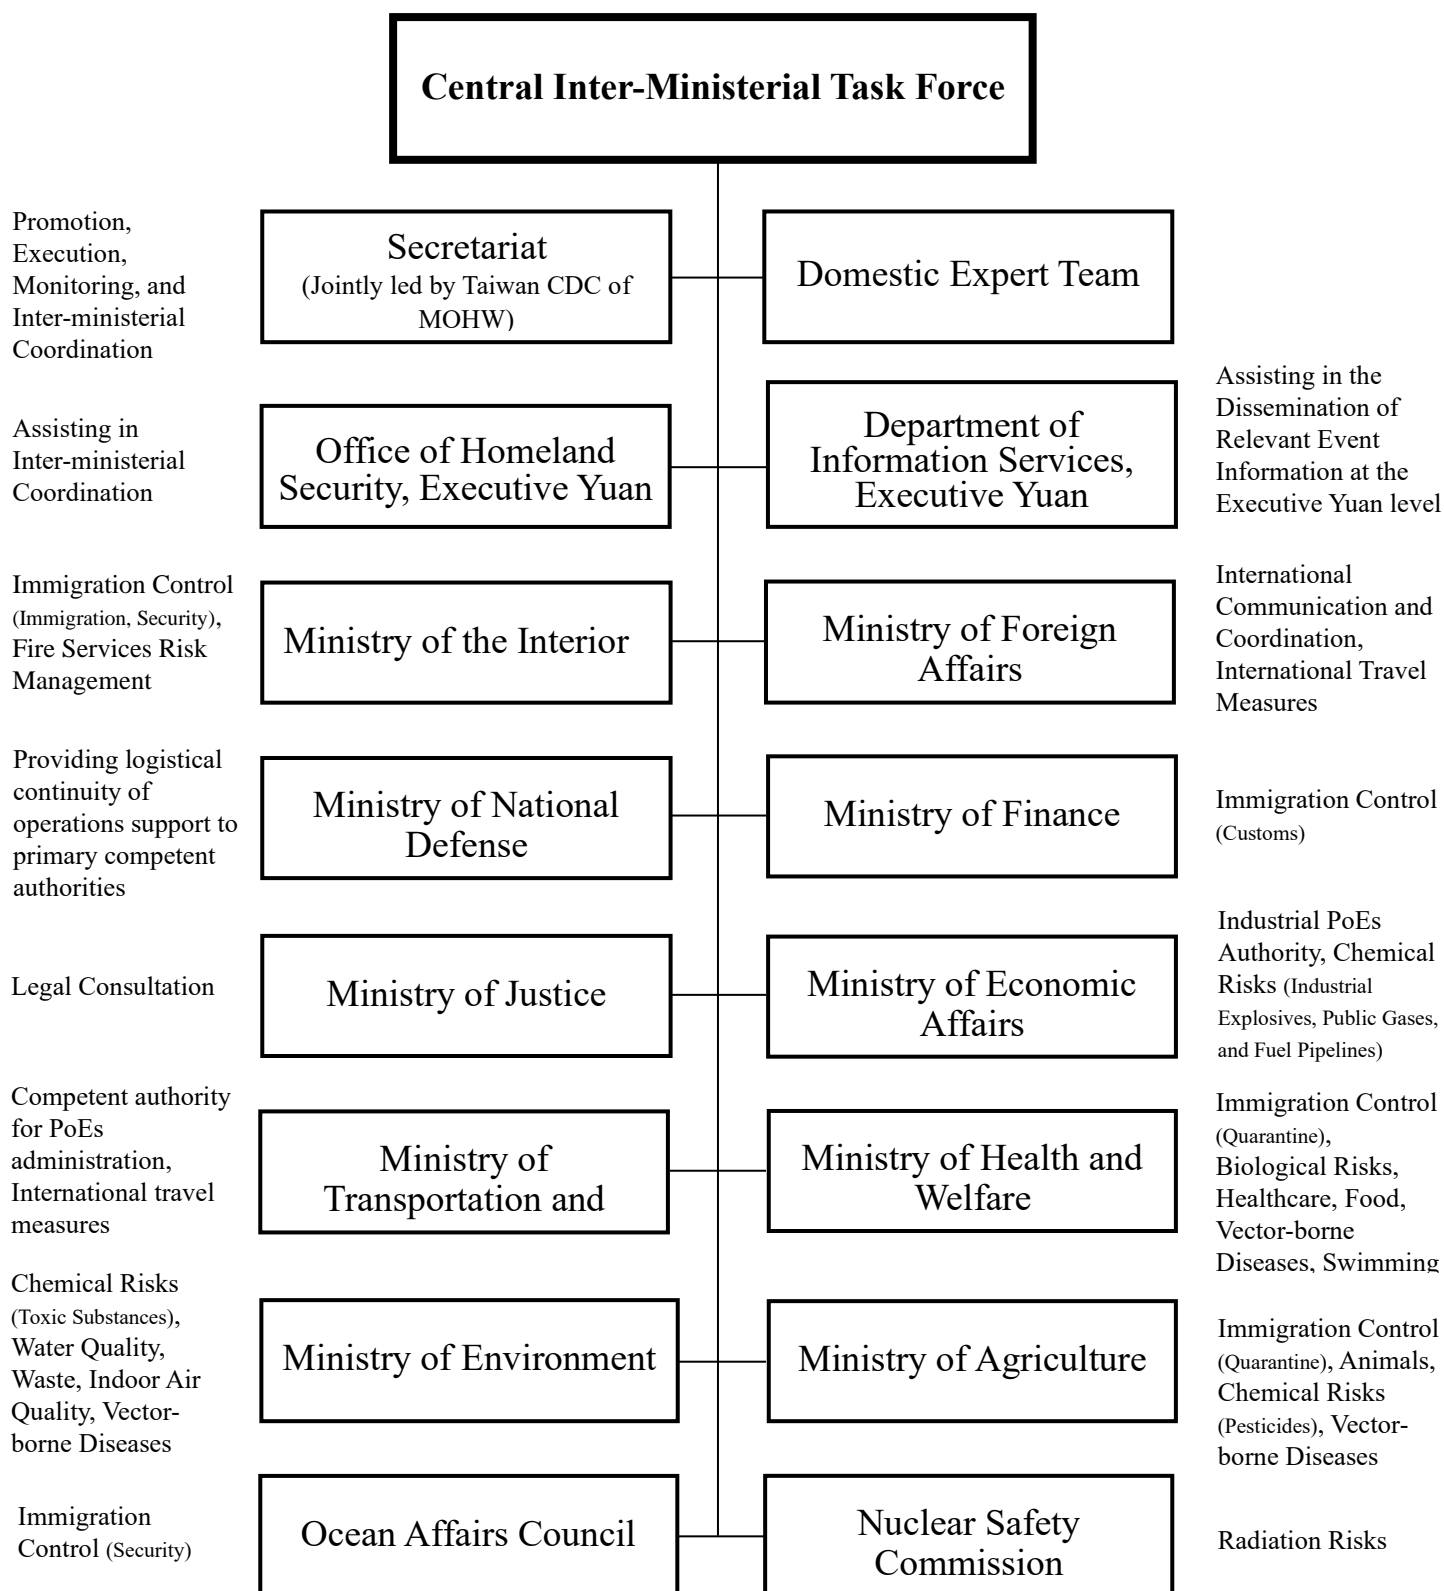 Central Inter-Ministerial Task Force
Promotion,
Execution,
Monitoring, and
Inter-ministerial
Coordination
Secretariat
(Jointly led by Taiwan CDC of
MOHW)
Domestic Expert Team
Assisting in
Inter-ministerial
Coordination
Office of Homeland
Security, Executive Yuan
Department of
Information Services,
Executive Yuan
Assisting in the
Dissemination of
Relevant Event
Information at the
Executive Yuan level
Immigration Control
(Immigration, Security),
Fire Services Risk
Management
Ministry of the Interior
Ministry of Foreign
Affairs
International
Communication and
Coordination,
International Travel
Measures
Providing logistical
continuity of
operations support to
primary competent
authorities
Ministry of National
Defense
Ministry of Finance
Immigration Control
(Customs)
Legal Consultation
Ministry of Justice
Ministry of Economic
Affairs
Industrial PoEs
Authority, Chemical
Risks (Industrial
Explosives, Public Gases,
and Fuel Pipelines)
Competent authority
for PoEs
administration,
International travel
measures
Ministry of
Transportation and
Ministry of Health and
Welfare
Immigration Control
(Quarantine),
Biological Risks,
Healthcare, Food,
Vector-borne
Diseases, Swimming
Chemical Risks
(Toxic Substances),
Water Quality,
Waste, Indoor Air
Quality, Vector-
borne Diseases
Ministry of Environment
Ministry of Agriculture
Immigration Control
(Quarantine), Animals,
Chemical Risks
(Pesticides), Vector-
borne Diseases
Immigration
Control (Security)
Ocean Affairs Council
Nuclear Safety
Commission
Radiation Risks